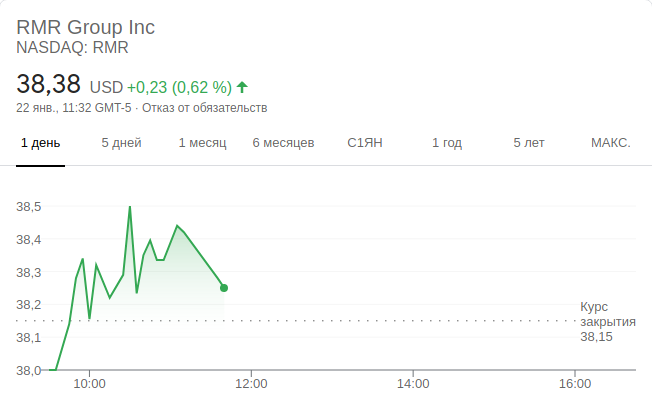 RMR Group Inc
NASDAQ: RMR
38,38 USD +0,23 (0,62 %)
22 янв., 11:32 GMT-5 · Отказ от обязательств
1 день 5 дней 1 месяц 6 месяцев С1ЯН 1 год 5 лет МАКС.
38,5
38,4
38,3
38,2
38,1
38,0
Курс
закрытия
38,15
10:00 12:00 14:00 16:00